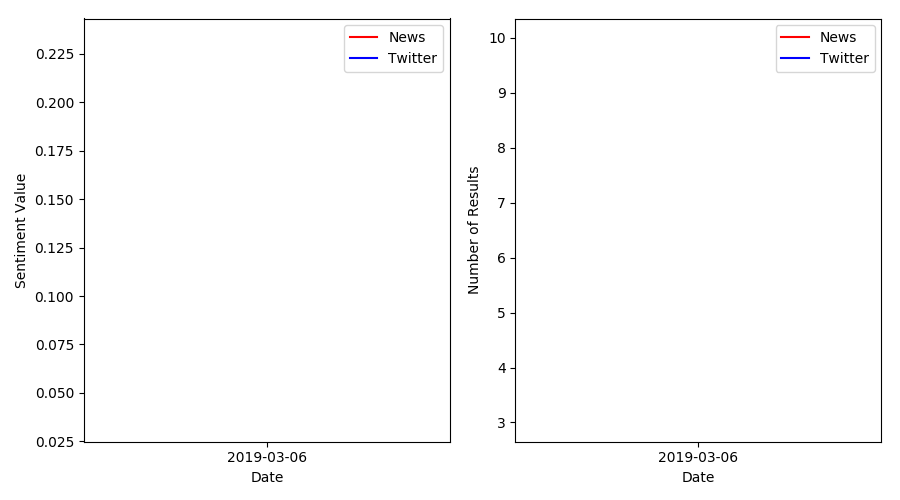 0.225
0.200
0.175
0.150
0.125
0.100
0.075
0.050
0.025
Sentiment Value
News
Twitter
2019-03-06
Date
10
9
8
7
6
5
4
3
Number of Results
News
Twitter
2019-03-06
Date